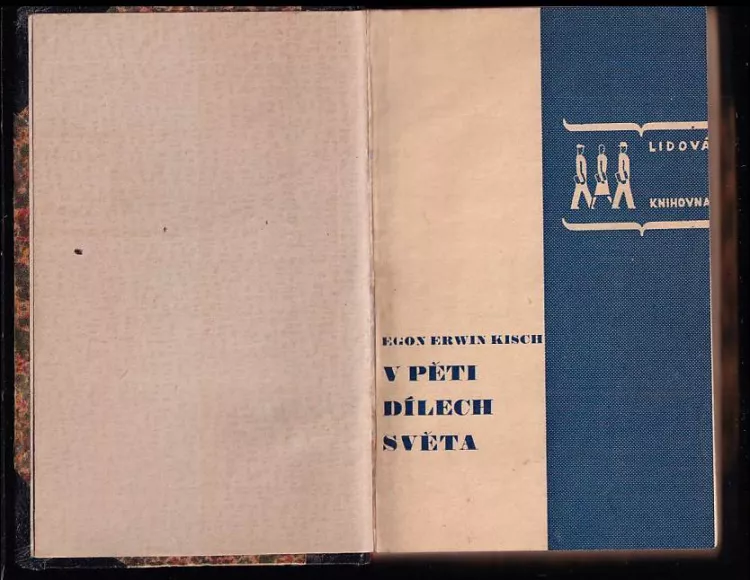 LIDOVÁ
KNIHOVNA
EGON ERWIN KISCH
V PĚTI
DÍLECH
SVĚTA